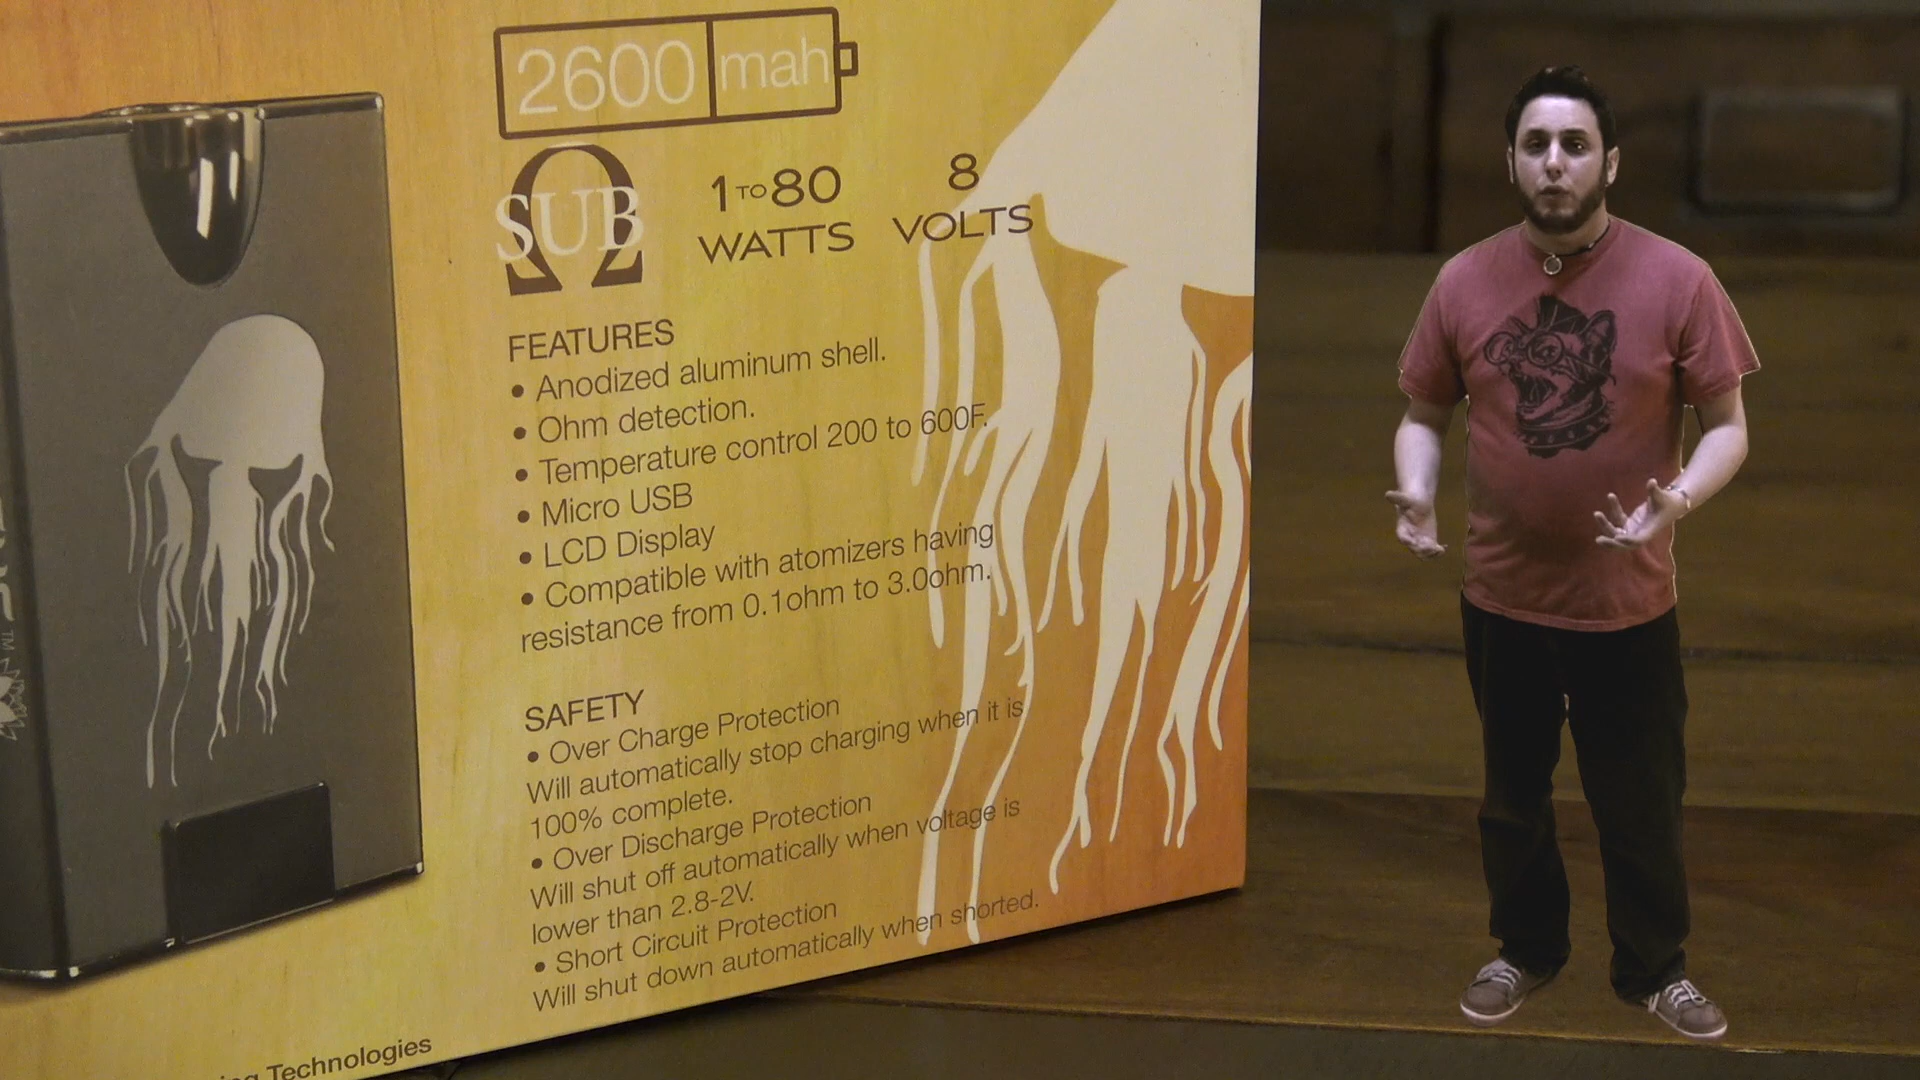 2600 mah
SUB Ω
1 TO 80
WATTS
8
VOLTS
FEATURES
• Anodized aluminum shell.
• Ohm detection.
• Temperature control 200 to 600F.
• Micro USB
• LCD Display
• Compatible with atomizers having
resistance from 0.1ohm to 3.0ohm.
SAFETY
• Over Charge Protection
Will automatically stop charging when it is
100% complete.
• Over Discharge Protection
Will shut off automatically when voltage is
lower than 2.8-2V.
• Short Circuit Protection
Will shut down automatically when shorted.
Technologies
TM